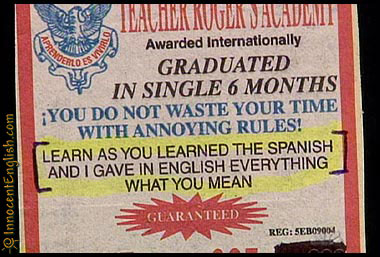 TEACHER ROGER'S ACADEMY
APRENDERLO ES VIVIRLO
Awarded Internationally
GRADUATED
IN SINGLE 6 MONTHS
¡YOU DO NOT WASTE YOUR TIME
WITH ANNOYING RULES!
LEARN AS YOU LEARNED THE SPANISH
AND I GAVE IN ENGLISH EVERYTHING
WHAT YOU MEAN
GUARANTEED
REG: 5EB09004
© InnocentEnglish.com